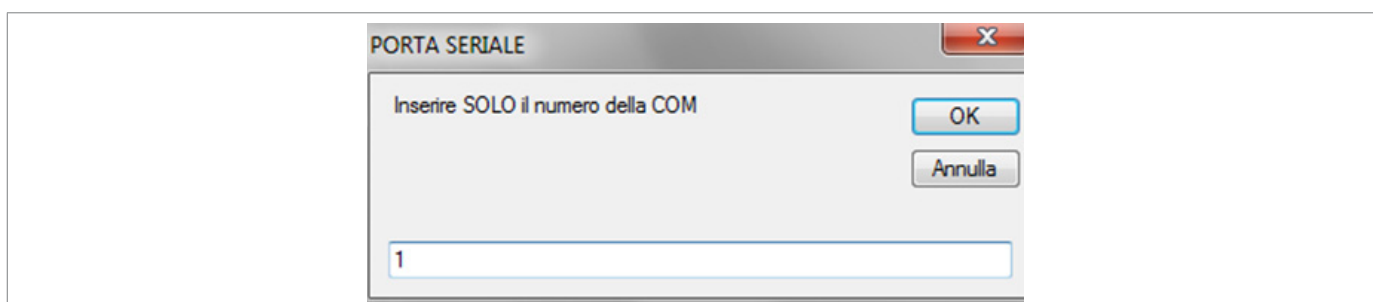 PORTA SERIALE
x
Inserire SOLO il numero della COM
OK
Annulla
1